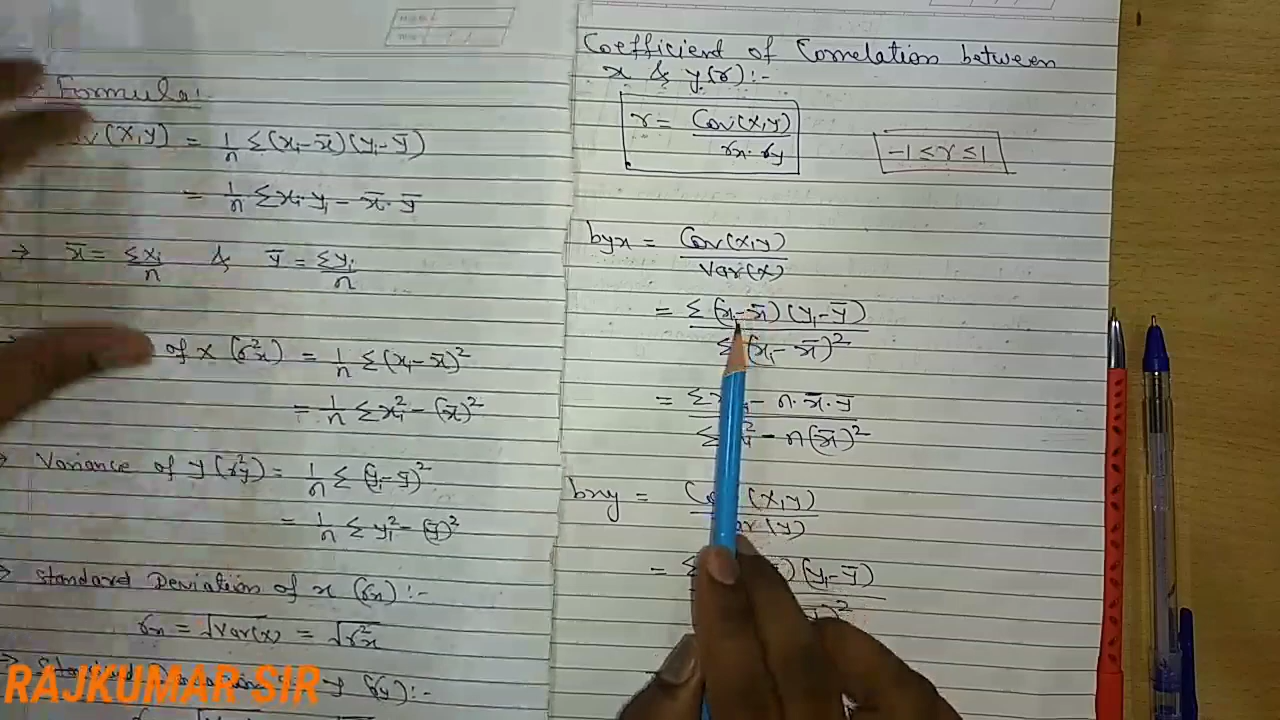 Formula:
(x,y) = 1/n Σ(xi-x̄)(yi-ȳ)
= 1/n Σxi·yi - x̄·ȳ
→ x̄ = Σxi/n & ȳ = Σyi/n
of x (σ²x) = 1/n Σ(xi-x̄)²
= 1/n Σxi² - (x̄)²
→ Variance of y (σ²y) = 1/n Σ(yi-ȳ)²
= 1/n Σyi² - (ȳ)²
→ Standard Deviation of x (σx):-
σx = √Var(x) = √σ²x
Coefficient of Correlation between
x & y (r):-
r = Cov(x,y)/σx·σy
-1 ≤ r ≤ 1
byx = Cov(x,y)/Var(x)
= Σ(xi-x̄)(yi-ȳ)/Σ(xi-x̄)²
- n·x̄·ȳ
- n(x̄)²
bxy = (x,y)
(y)
= (yi-ȳ)
RAJKUMAR SIR